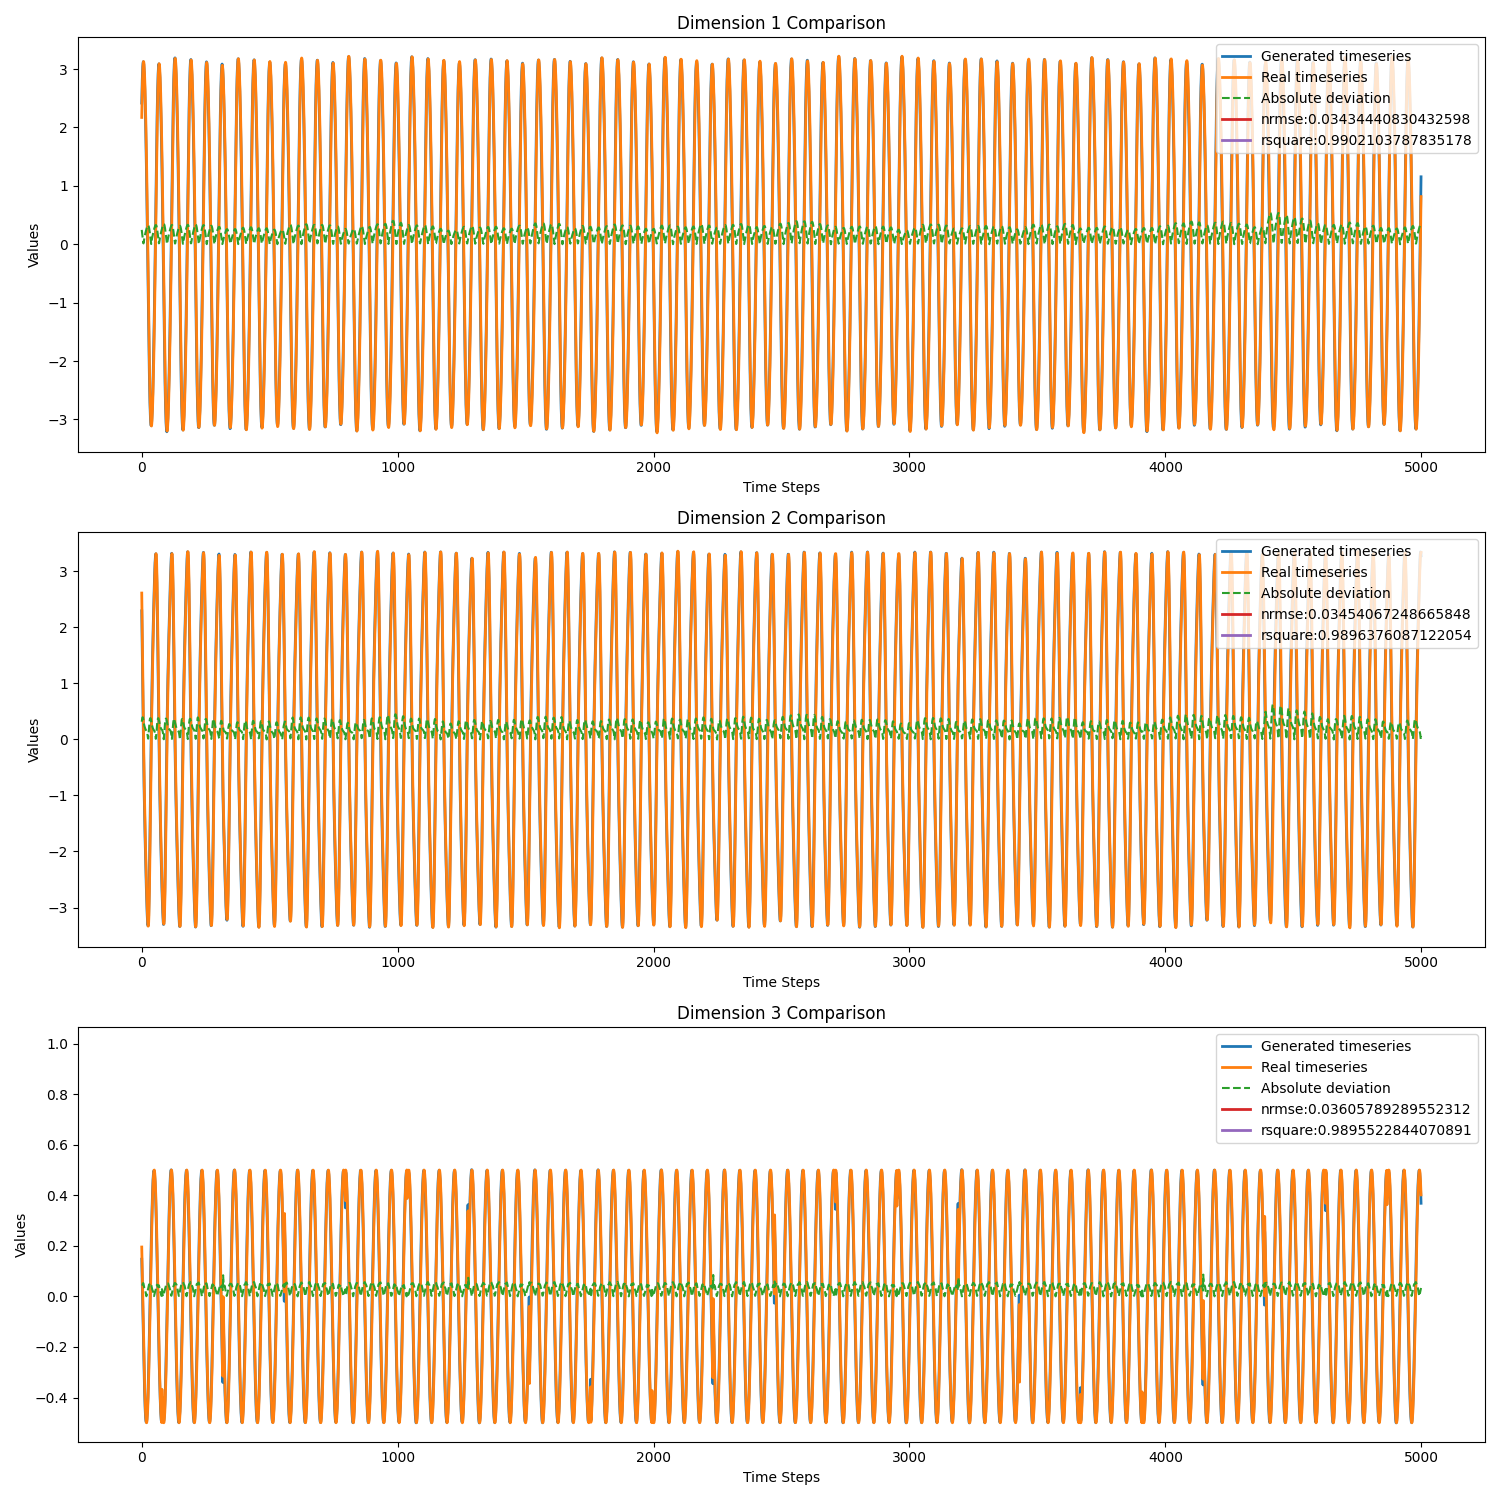 Dimension 1 Comparison
Generated timeseries
Real timeseries
Absolute deviation
nrmse:0.03434440830432598
rsquare:0.9902103787835178
3
2
1
0
−1
−2
−3
Values
0 1000 2000 3000 4000 5000
Time Steps
Dimension 2 Comparison
Generated timeseries
Real timeseries
Absolute deviation
nrmse:0.03454067248665848
rsquare:0.9896376087122054
3
2
1
0
−1
−2
−3
Values
0 1000 2000 3000 4000 5000
Time Steps
Dimension 3 Comparison
Generated timeseries
Real timeseries
Absolute deviation
nrmse:0.03605789289552312
rsquare:0.9895522844070891
1.0
0.8
0.6
0.4
0.2
0.0
−0.2
−0.4
Values
0 1000 2000 3000 4000 5000
Time Steps